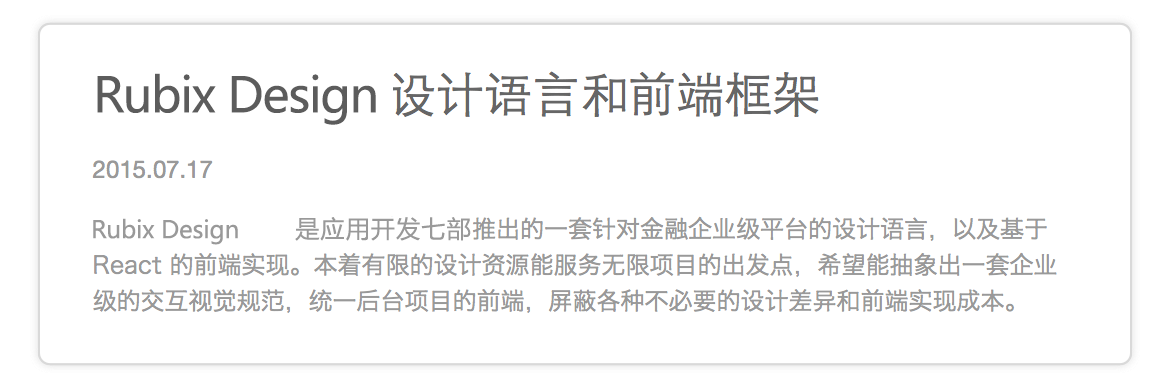 Rubix Design 设计语言和前端框架
2015.07.17
Rubix Design 是应用开发七部推出的一套针对金融企业级平台的设计语言，以及基于
React 的前端实现。本着有限的设计资源能服务无限项目的出发点，希望能抽象出一套企业
级的交互视觉规范，统一后台项目的前端，屏蔽各种不必要的设计差异和前端实现成本。